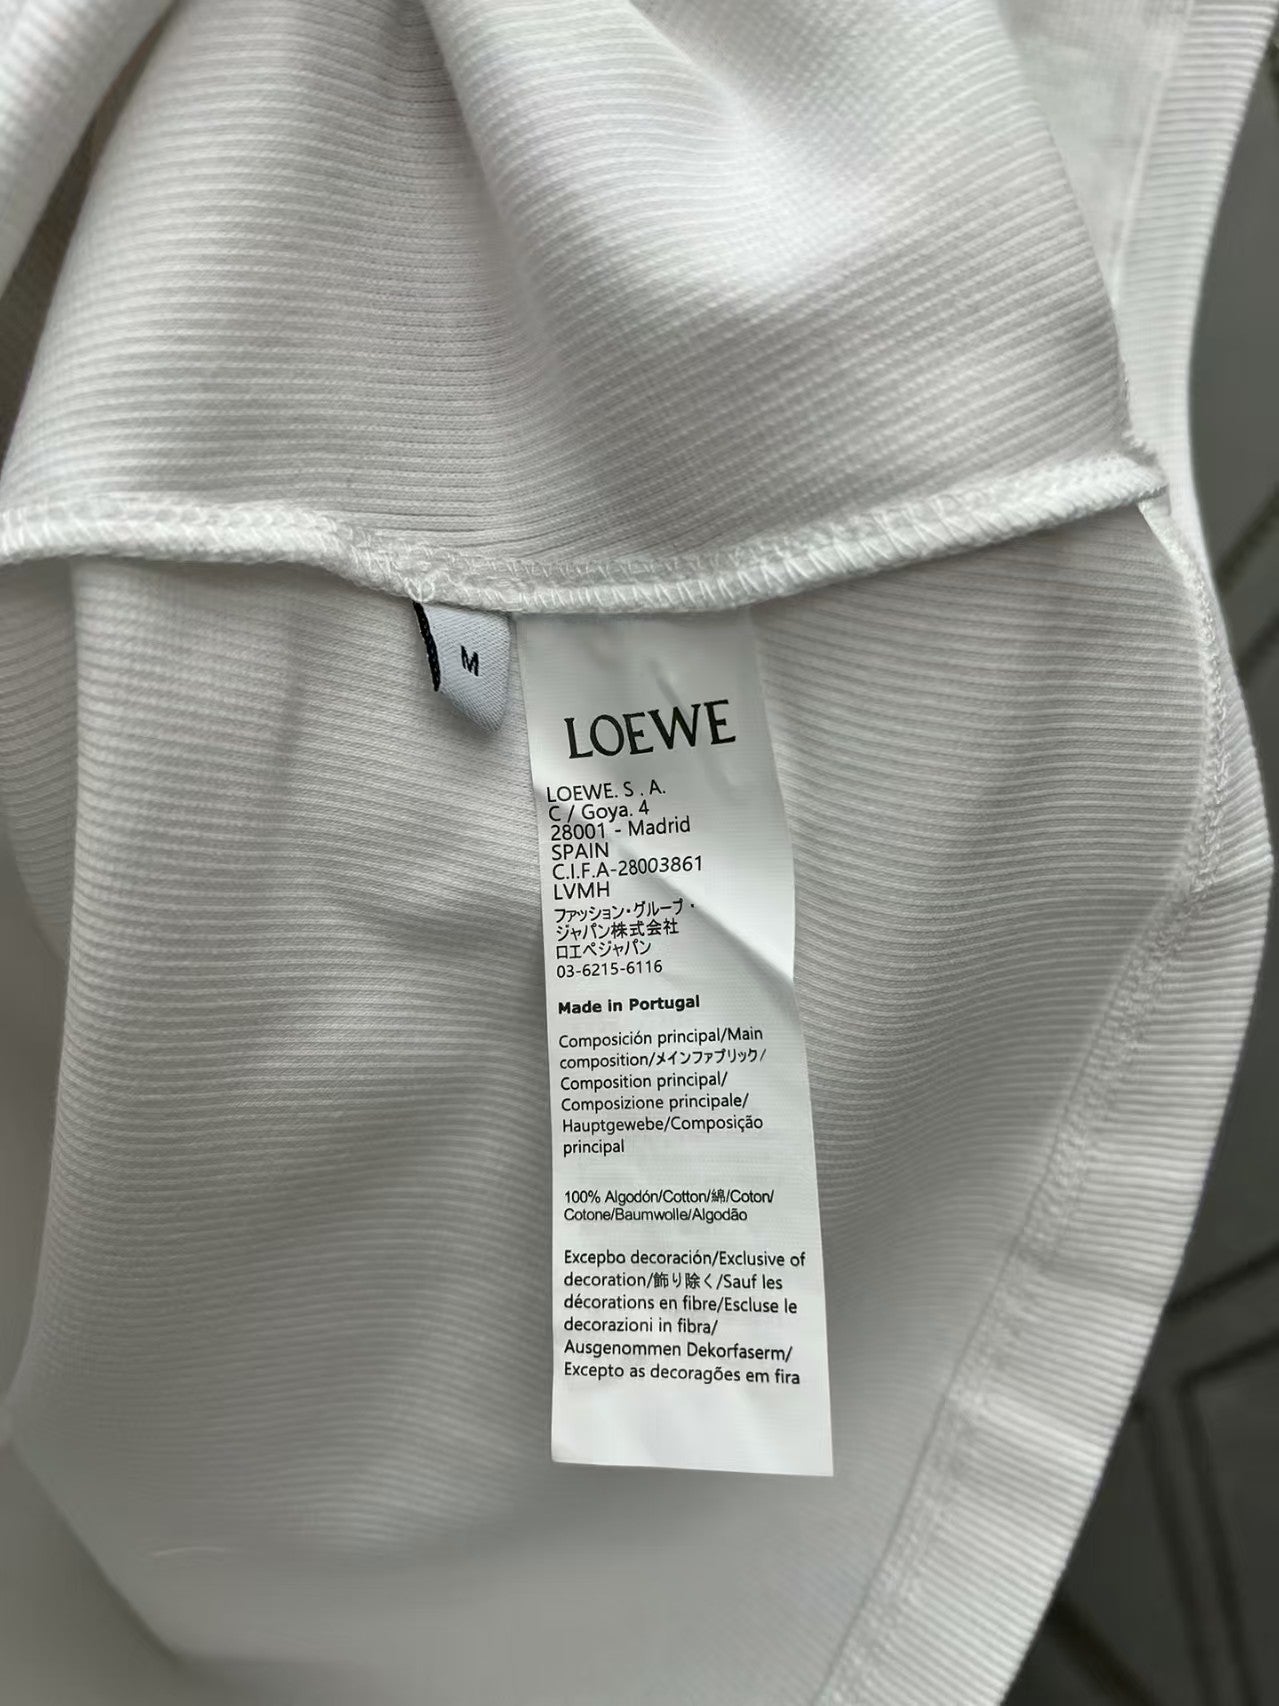 M
LOEWE
LOEWE. S . A.
C / Goya. 4
28001 - Madrid
SPAIN
C.I.F.A-28003861
LVMH
ファッション・グループ・
ジャパン株式会社
ロエペジャパン
03-6215-6116
Made in Portugal
Composición principal/Main
composition/メインファブリック/
Composition principal/
Composizione principale/
Hauptgewebe/Composição
principal
100% Algodón/Cotton/綿/Coton/
Cotone/Baumwolle/Algodão
Excepbo decoración/Exclusive of
decoration/飾り除く/Sauf les
décorations en fibre/Escluse le
decorazioni in fibra/
Ausgenommen Dekorfaserm/
Excepto as decoragões em fira